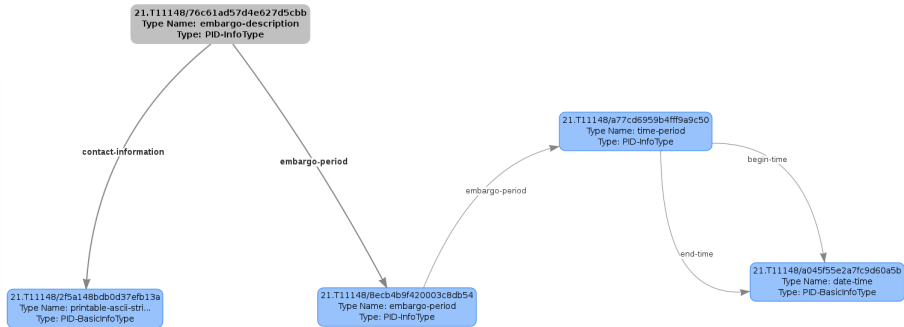 21.T11148/76c61ad57d4e627d5cbb
Type Name: embargo-description
Type: PID-InfoType
21.T11148/a77cd6959b4fff9a9c50
Type Name: time-period
Type: PID-InfoType
contact-information
embargo-period
begin-time
embargo-period
end-time
21.T11148/2f5a148bdb0d37efb13a
Type Name: printable-ascii-stri...
Type: PID-BasicInfoType
21.T11148/8ecb4b9f420003c8db54
Type Name: embargo-period
Type: PID-InfoType
21.T11148/a045f55e2a7fc9d60a5b
Type Name: date-time
Type: PID-BasicInfoType